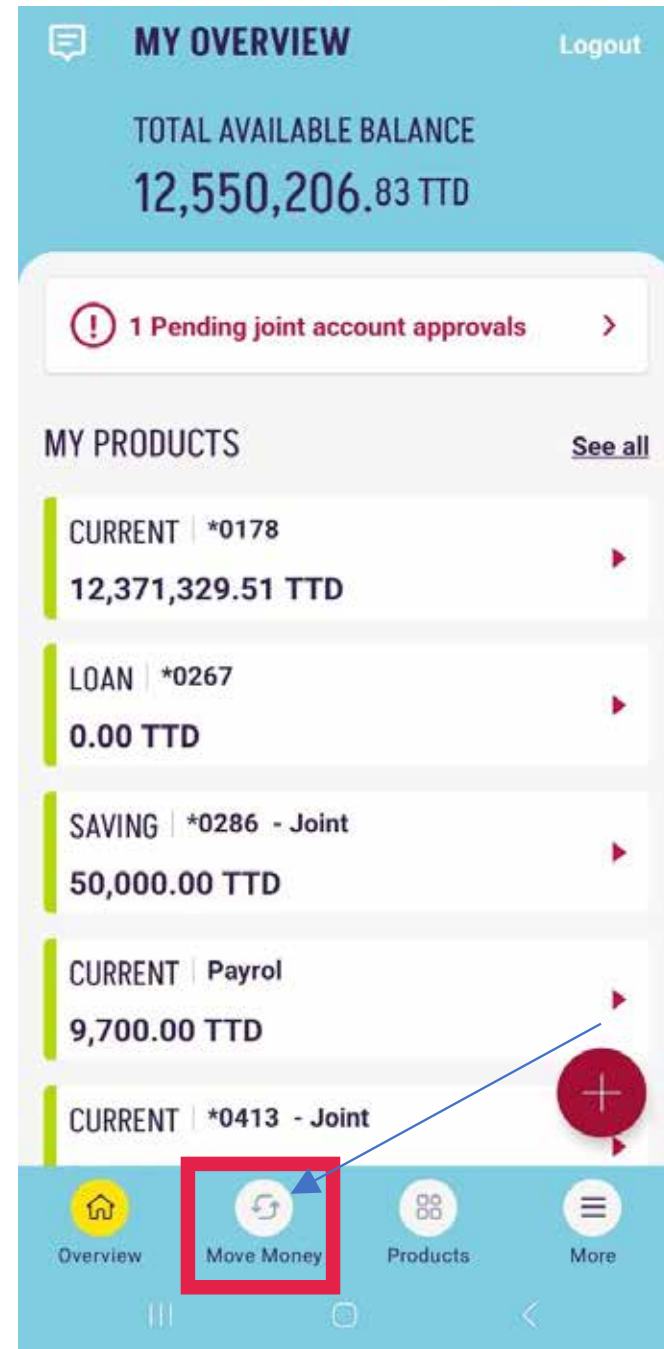 MY OVERVIEW Logout
TOTAL AVAILABLE BALANCE
12,550,206.83 TTD
1 Pending joint account approvals
MY PRODUCTS See all
CURRENT *0178
12,371,329.51 TTD
LOAN *0267
0.00 TTD
SAVING *0286 - Joint
50,000.00 TTD
CURRENT Payrol
9,700.00 TTD
CURRENT *0413 - Joint
Overview Move Money Products More